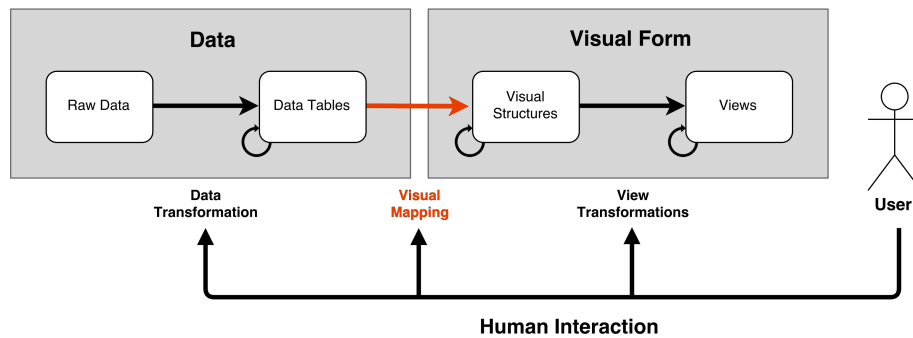 Data
Visual Form
Raw Data
Data Tables
Visual
Structures
Views
Data
Transformation
Visual
Mapping
View
Transformations
User
Human Interaction